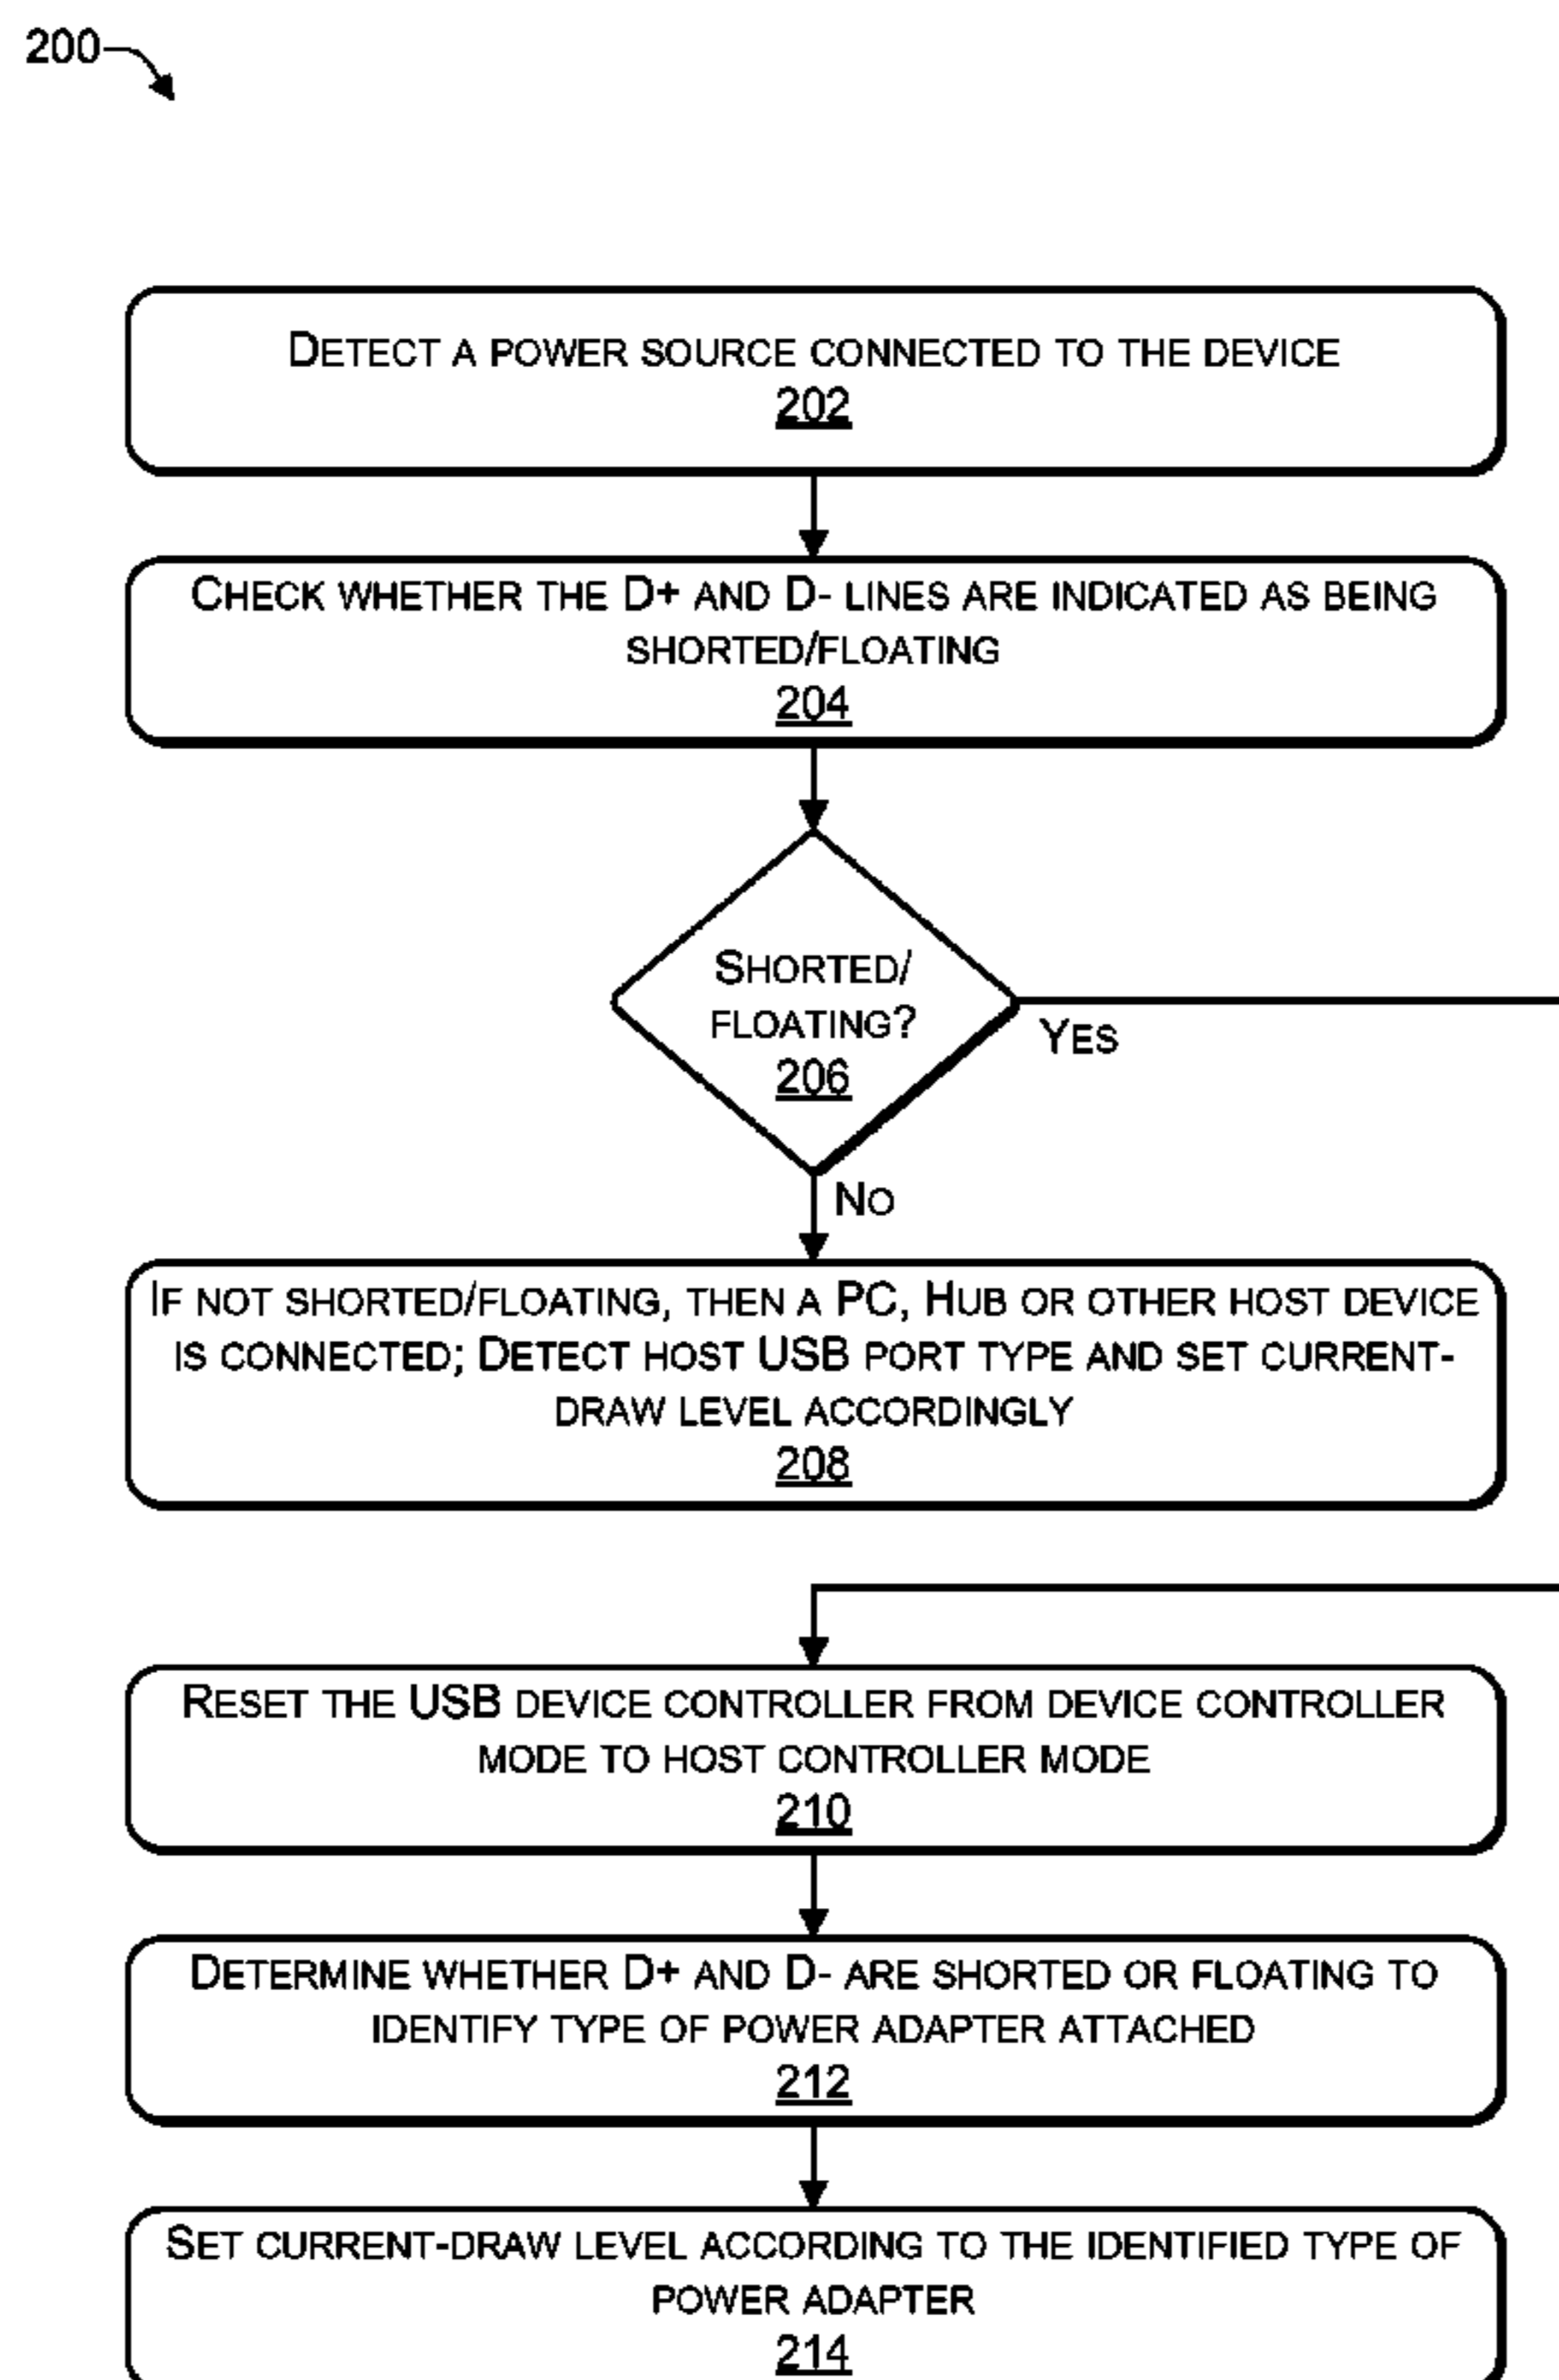 200
Detect a power source connected to the device
202
Check whether the D+ and D- lines are indicated as being
shorted/floating
204
Shorted/
floating?
206
Yes
No
If not shorted/floating, then a PC, Hub or other host device
is connected; Detect host USB port type and set current-
draw level accordingly
208
Reset the USB device controller from device controller
mode to host controller mode
210
Determine whether D+ and D- are shorted or floating to
identify type of power adapter attached
212
Set current-draw level according to the identified type of
power adapter
214